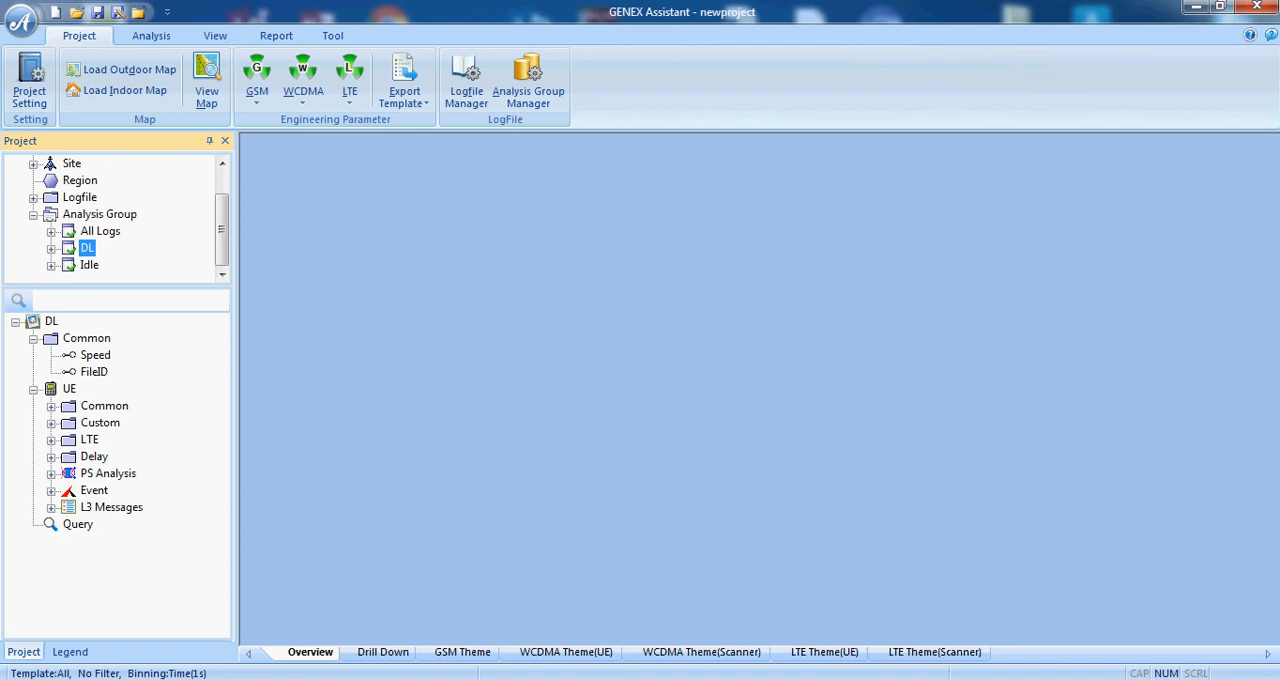 GENEX Assistant - newproject
Project Analysis View Report Tool
Project Setting
Load Outdoor Map
Load Indoor Map
View Map
GSM
WCDMA
LTE
Export Template
Logfile Manager
Analysis Group Manager
Setting Map Engineering Parameter LogFile
Project
Site
Region
Logfile
Analysis Group
All Logs
DL
Idle
DL
Common
Speed
FileID
UE
Common
Custom
LTE
Delay
PS Analysis
Event
L3 Messages
Query
Project Legend
Overview Drill Down GSM Theme WCDMA Theme(UE) WCDMA Theme(Scanner) LTE Theme(UE) LTE Theme(Scanner)
Template:All, No Filter, Binning:Time(1s) CAP NUM SCRL